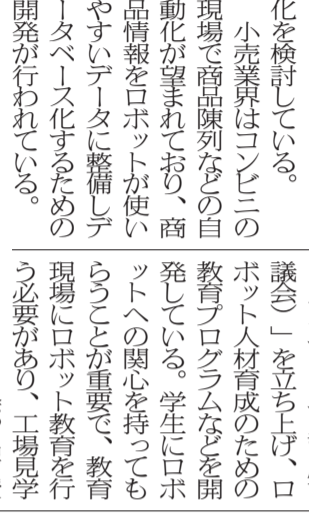 化を検討している。
　小売業界はコンビニの
現場で商品陳列などの自
動化が望まれており、商
品情報をロボットが使い
やすいデータに整備しデ
ータベース化するための
開発が行われている。
議会）」を立ち上げ、ロ
ボット人材育成のための
教育プログラムなどを開
発している。学生にロボ
ットへの関心を持っても
らうことが重要で、教育
現場にロボット教育を行
う必要があり、工場見学